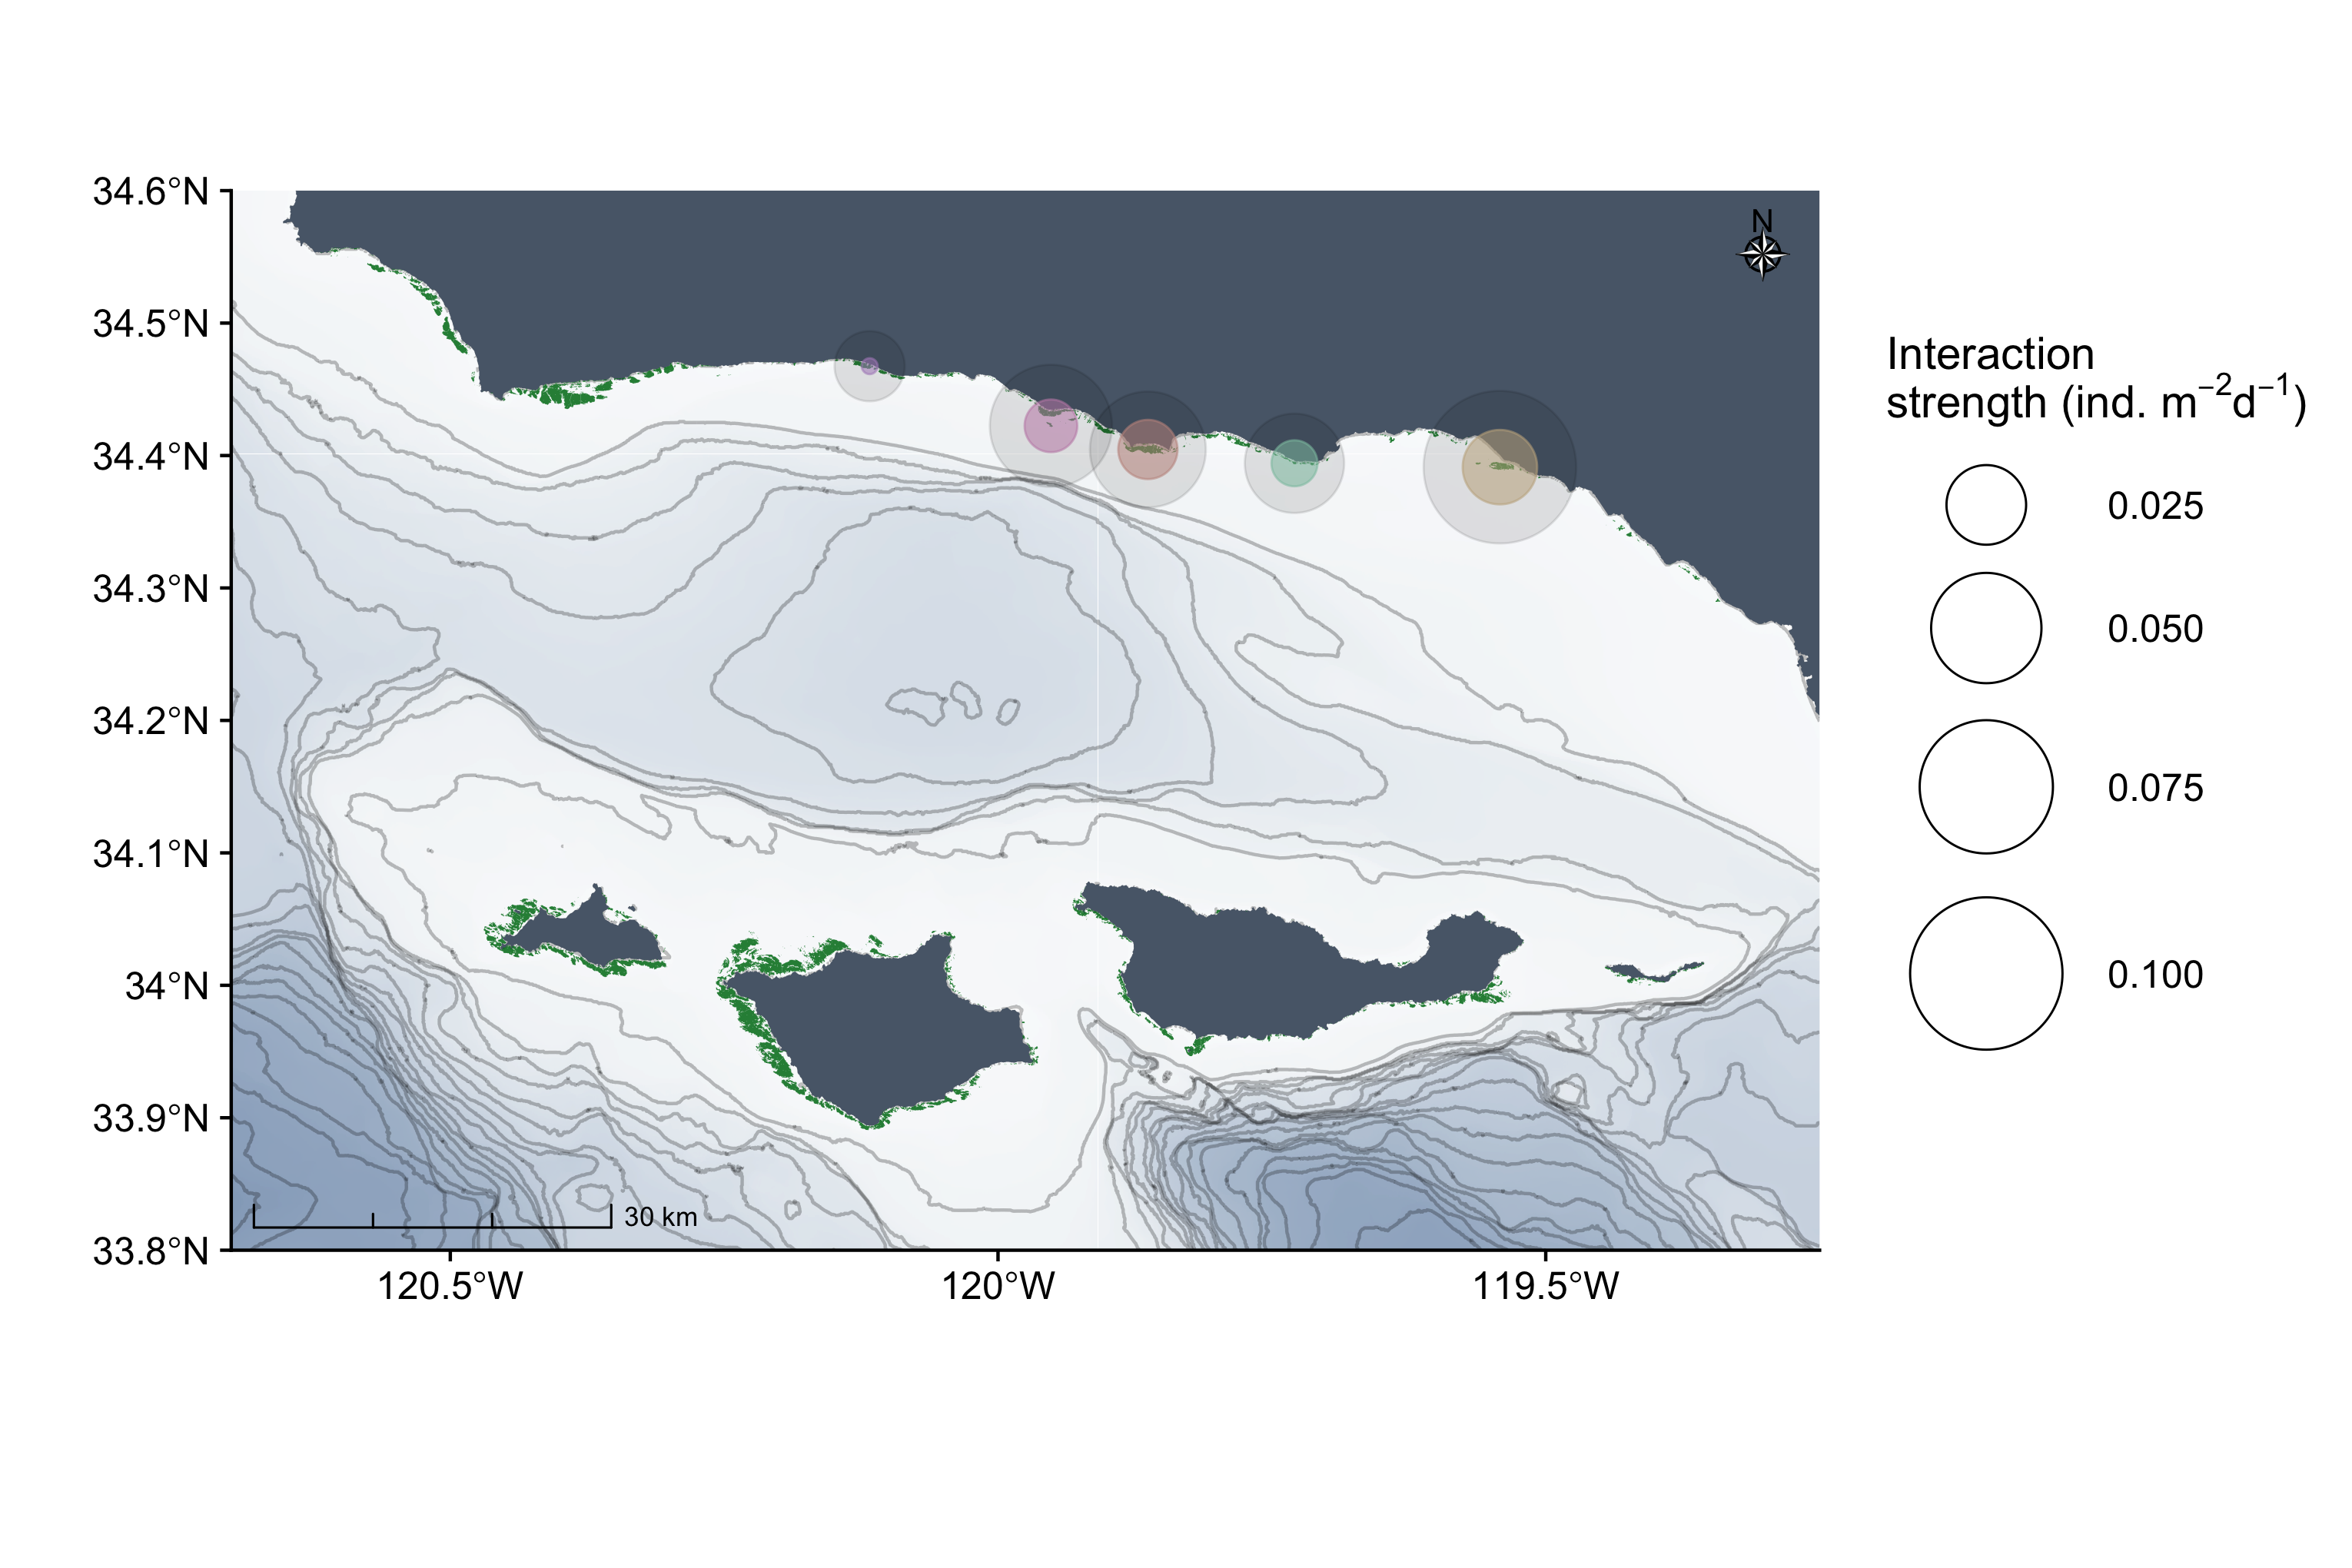 34.6°N
34.5°N
34.4°N
34.3°N
34.2°N
34.1°N
34°N
33.9°N
33.8°N
120.5°W
120°W
119.5°W
N
30 km
Interaction
strength (ind. m⁻²d⁻¹)
0.025
0.050
0.075
0.100